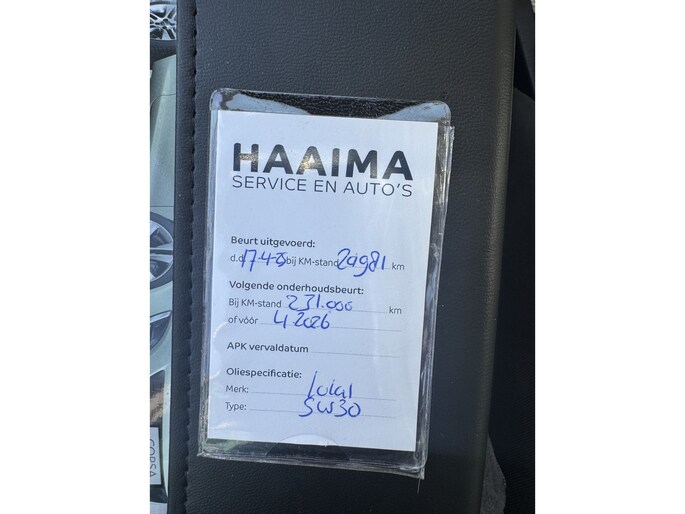 HAAIMA
SERVICE EN AUTO'S
Beurt uitgevoerd:
d.d. 17-4-25 bij KM-stand km
Volgende onderhoudsbeurt:
Bij KM-stand 231.000 km
of vóór 4 2026
APK vervaldatum
Oliespecificatie:
Merk: Total
Type: 5W30
CORSA